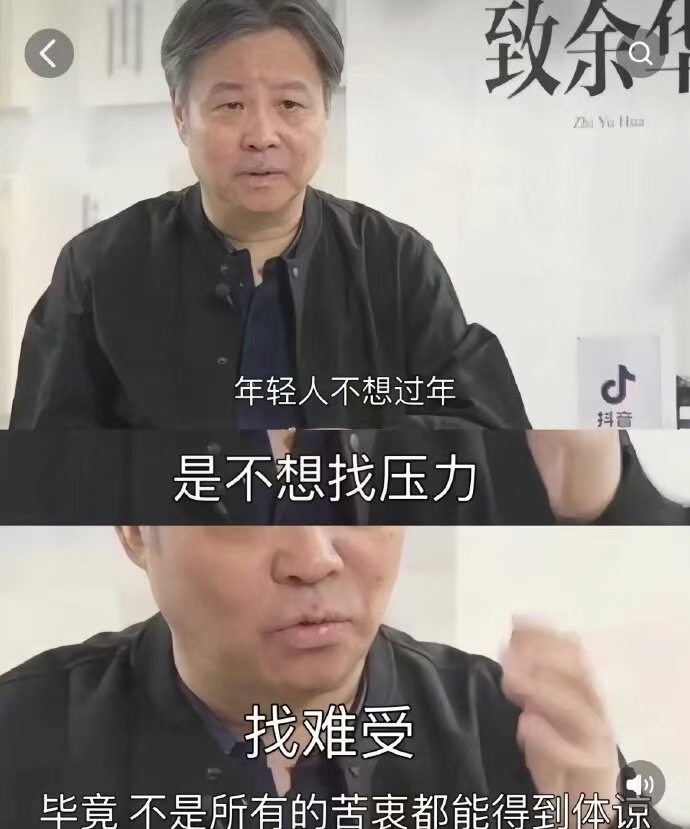 致余华
Zhi Yu Hua
年轻人不想过年
抖音
是不想找压力
找难受
毕竟 不是所有的苦衷都能得到体谅